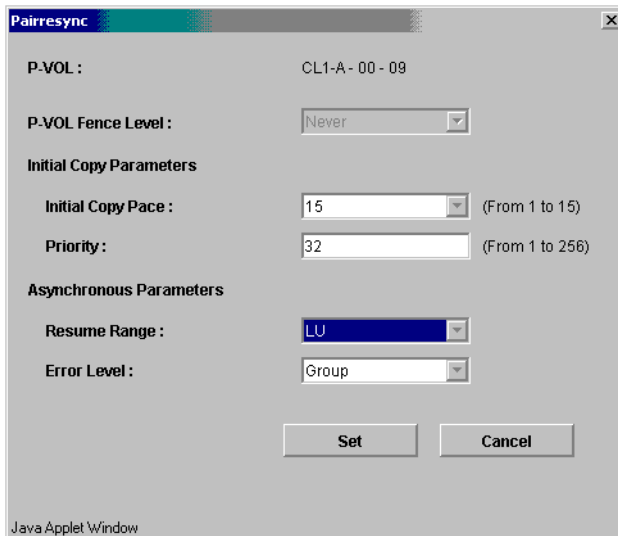 Pairresync
P-VOL : CL1-A - 00 - 09
P-VOL Fence Level : Never
Initial Copy Parameters
Initial Copy Pace : 15 (From 1 to 15)
Priority : 32 (From 1 to 256)
Asynchronous Parameters
Resume Range : LU
Error Level : Group
Set Cancel
Java Applet Window